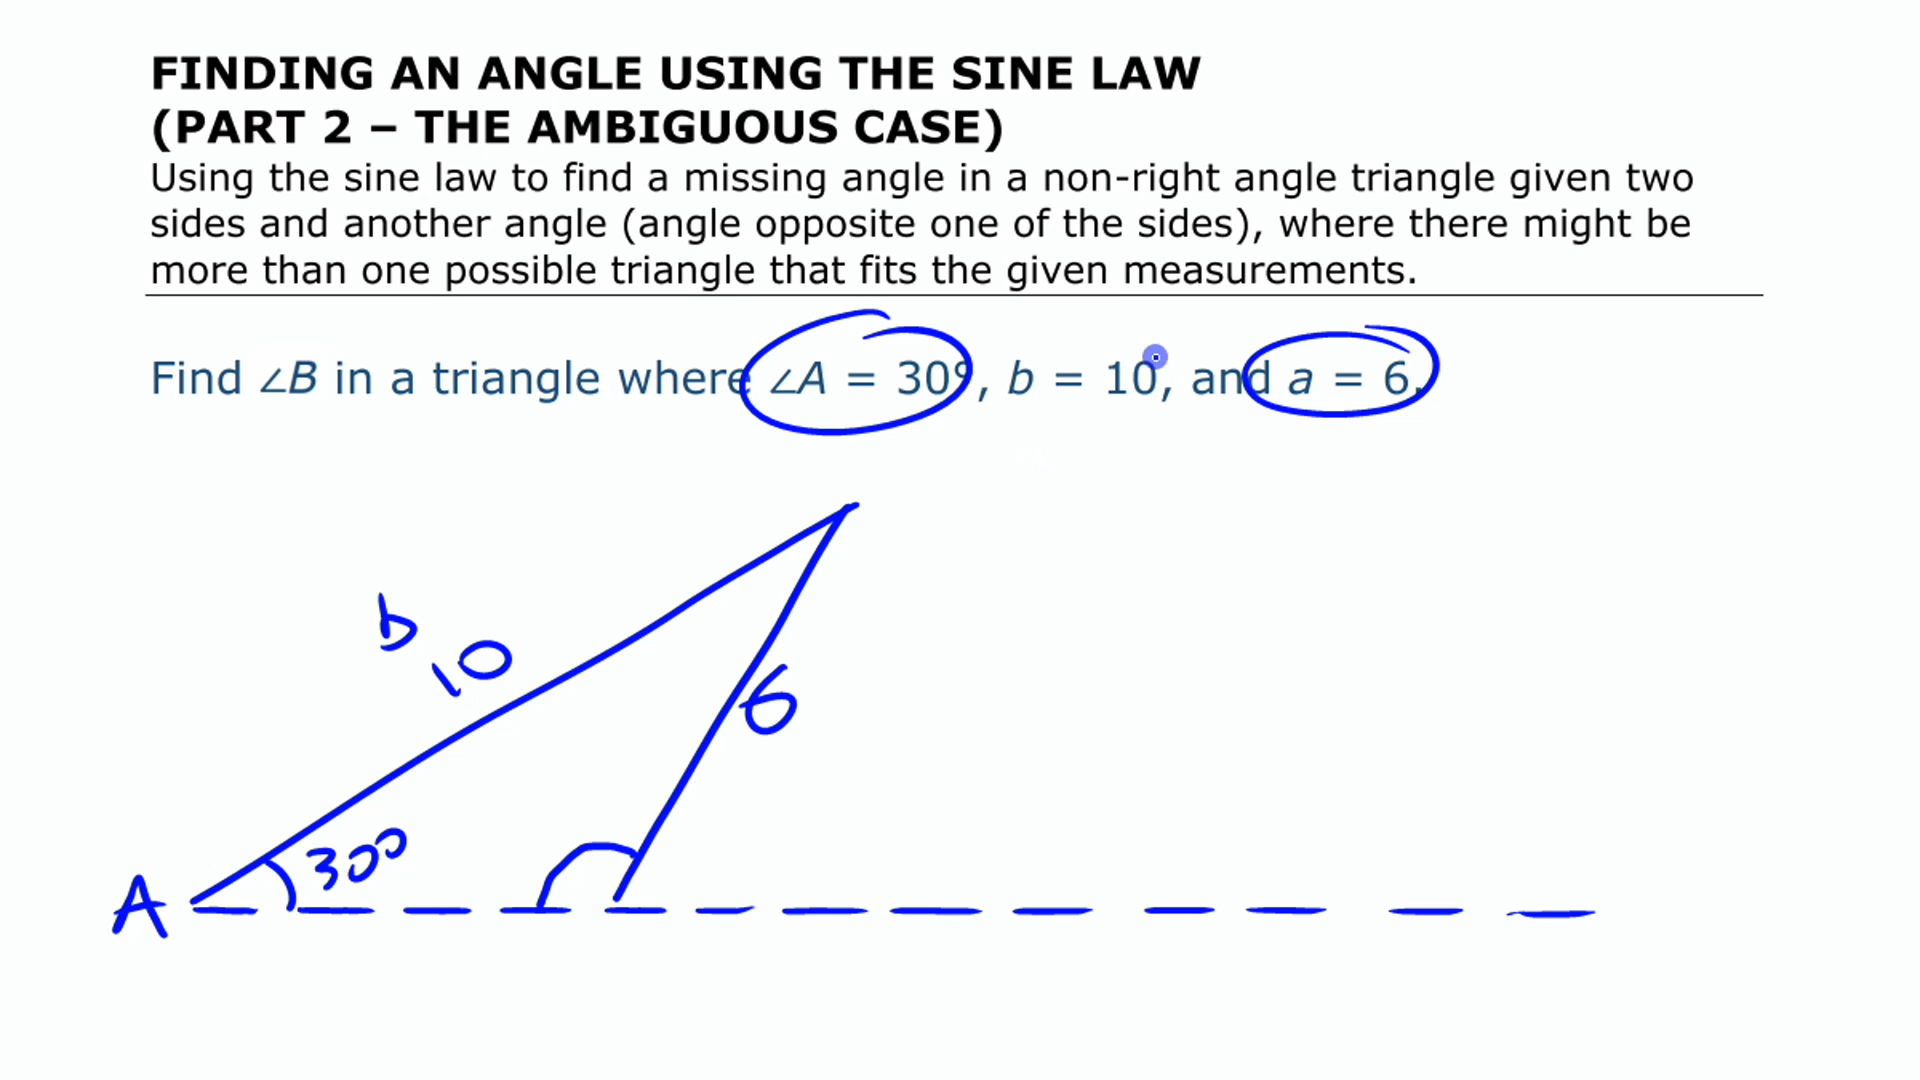 FINDING AN ANGLE USING THE SINE LAW
(PART 2 – THE AMBIGUOUS CASE)
Using the sine law to find a missing angle in a non-right angle triangle given two
sides and another angle (angle opposite one of the sides), where there might be
more than one possible triangle that fits the given measurements.
Find ∠B in a triangle where ∠A = 30°, b = 10, and a = 6.
b
10
6
30°
A